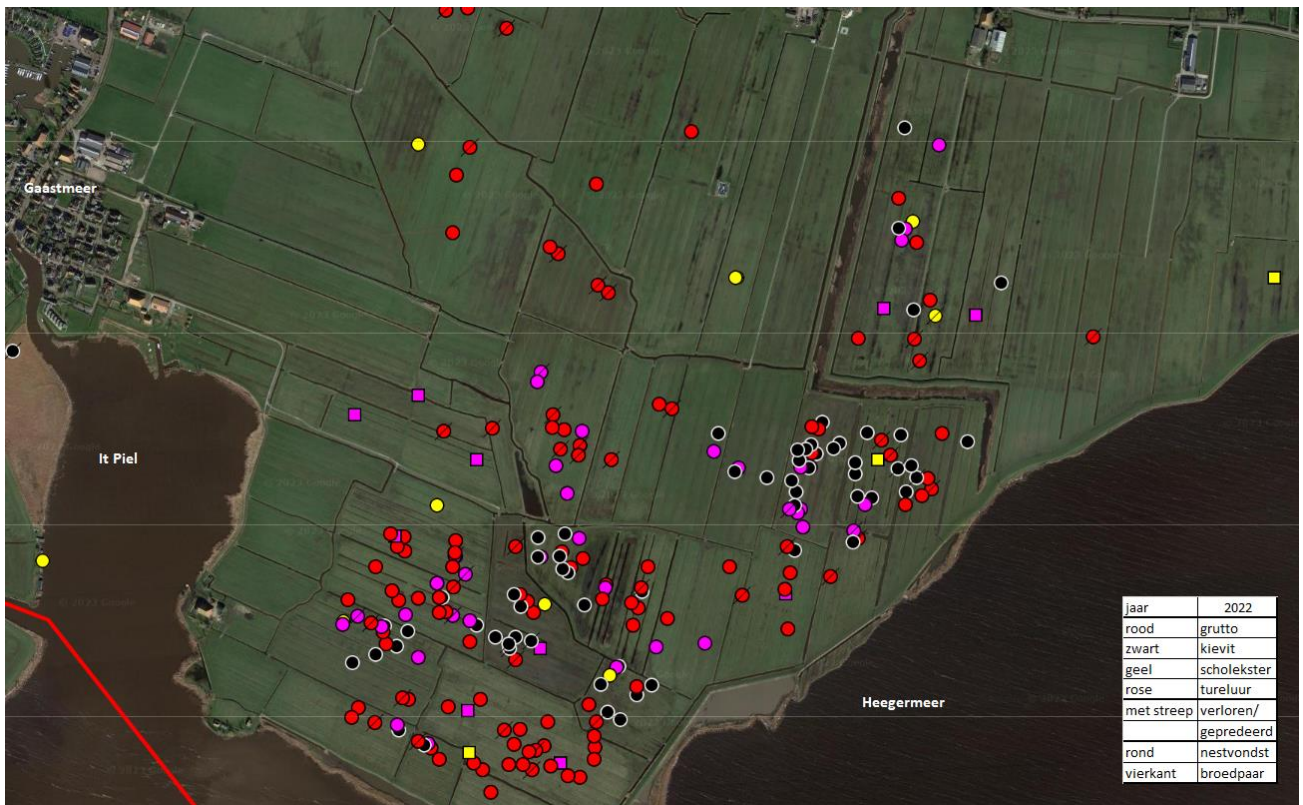 Gaastmeer
It Piel
Heegermeer
jaar 2022
rood grutto
zwart kievit
geel scholekster
rose tureluur
met streep verloren/
gepredeerd
rond nestvondst
vierkant broedpaar